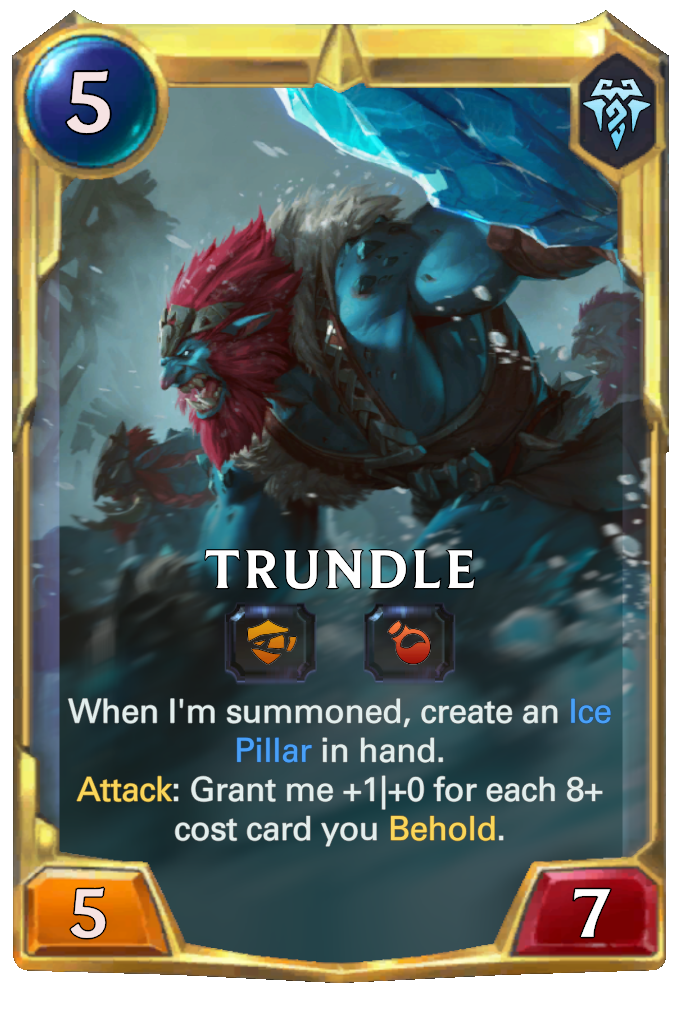 5
TRUNDLE
When I'm summoned, create an Ice
Pillar in hand.
Attack: Grant me +1|+0 for each 8+
cost card you Behold.
5
7